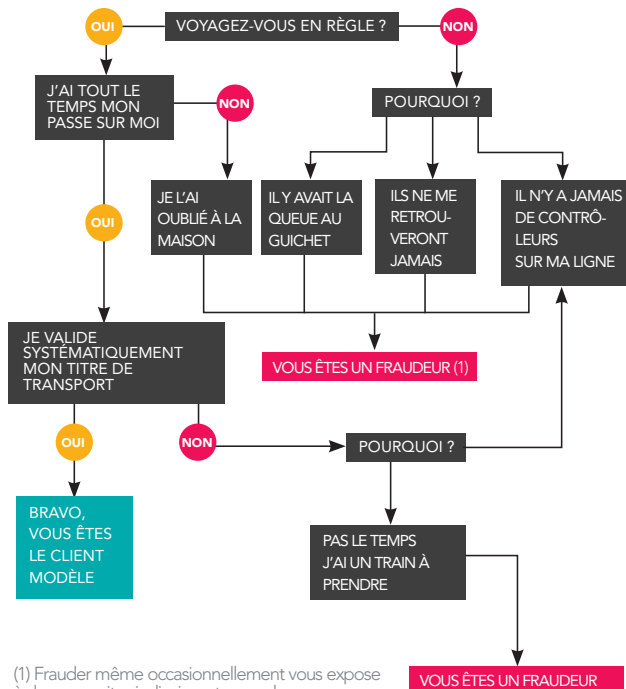 OUI
VOYAGEZ-VOUS EN RÈGLE ?
NON
J'AI TOUT LE
TEMPS MON
PASSE SUR MOI
NON
POURQUOI ?
OUI
JE L'AI
OUBLIÉ À LA
MAISON
IL Y AVAIT LA
QUEUE AU
GUICHET
ILS NE ME
RETROU-
VERONT
JAMAIS
IL N'Y A JAMAIS
DE CONTRÔ-
LEURS
SUR MA LIGNE
JE VALIDE
SYSTÉMATIQUEMENT
MON TITRE DE
TRANSPORT
VOUS ÊTES UN FRAUDEUR (1)
OUI
NON
POURQUOI ?
BRAVO,
VOUS ÊTES
LE CLIENT
MODÈLE
PAS LE TEMPS
J'AI UN TRAIN À
PRENDRE
(1) Frauder même occasionnellement vous expose
VOUS ÊTES UN FRAUDEUR